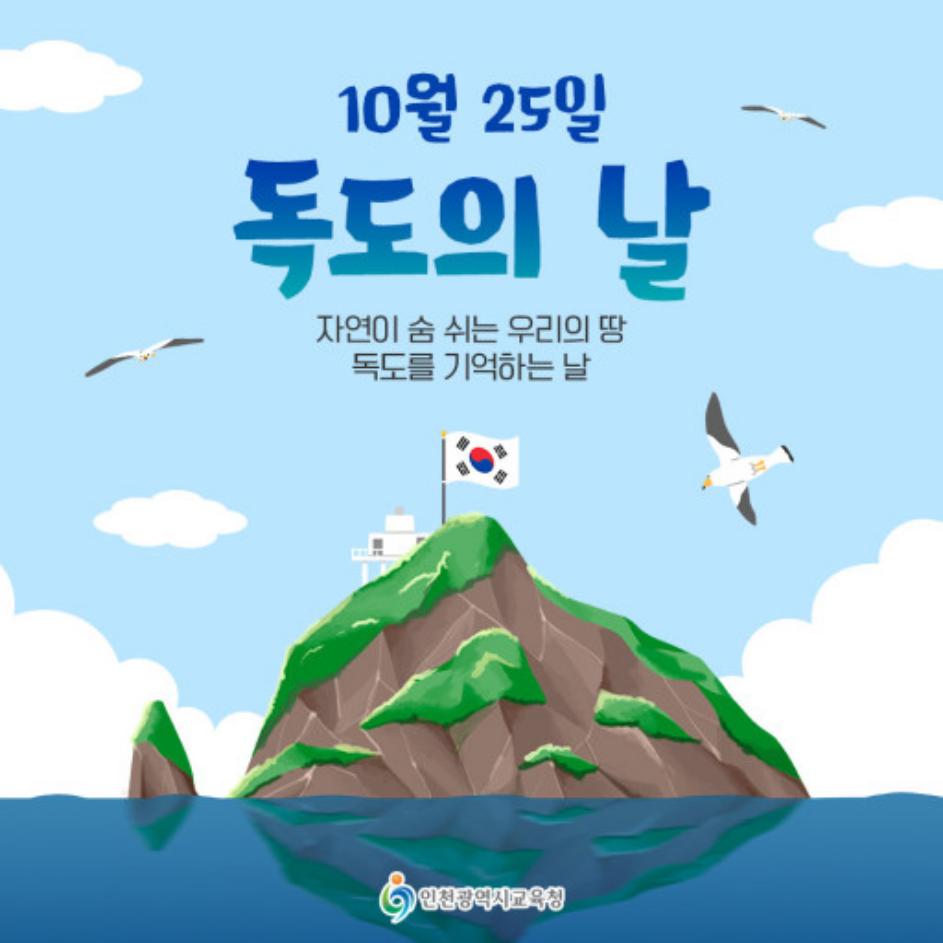 10월 25일
독도의 날
자연이 숨 쉬는 우리의 땅
독도를 기억하는 날
인천광역시교육청